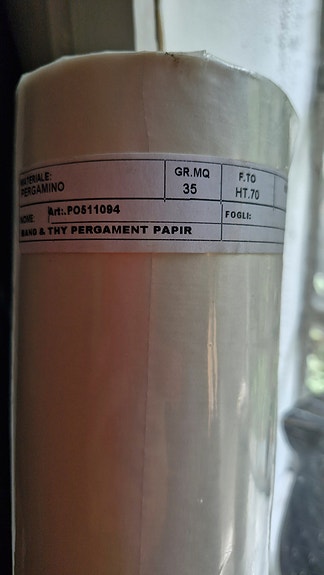 MATERIALE: GR.MQ F.TO
PERGAMINO 35 HT.70
NOME: Art:.PO511094 FOGLI:
BANG & THY PERGAMENT PAPIR